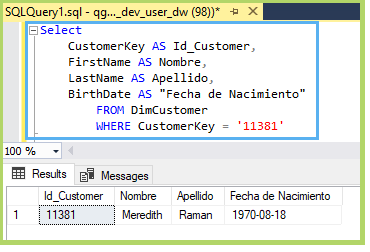 SQLQuery1.sql - qg..._dev_user_dw (98))*
Select
CustomerKey AS Id_Customer,
FirstName AS Nombre,
LastName AS Apellido,
BirthDate AS "Fecha de Nacimiento"
FROM DimCustomer
WHERE CustomerKey = '11381'
100 %
Results Messages
Id_Customer Nombre Apellido Fecha de Nacimiento
1 11381 Meredith Raman 1970-08-18